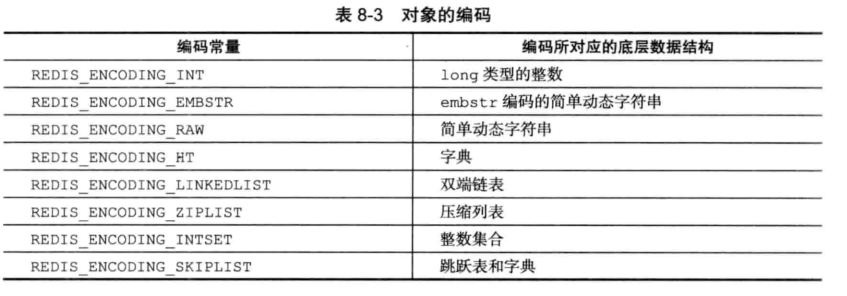 表 8-3 对象的编码
编码常量 编码所对应的底层数据结构
REDIS_ENCODING_INT long 类型的整数
REDIS_ENCODING_EMBSTR embstr 编码的简单动态字符串
REDIS_ENCODING_RAW 简单动态字符串
REDIS_ENCODING_HT 字典
REDIS_ENCODING_LINKEDLIST 双端链表
REDIS_ENCODING_ZIPLIST 压缩列表
REDIS_ENCODING_INTSET 整数集合
REDIS_ENCODING_SKIPLIST 跳跃表和字典